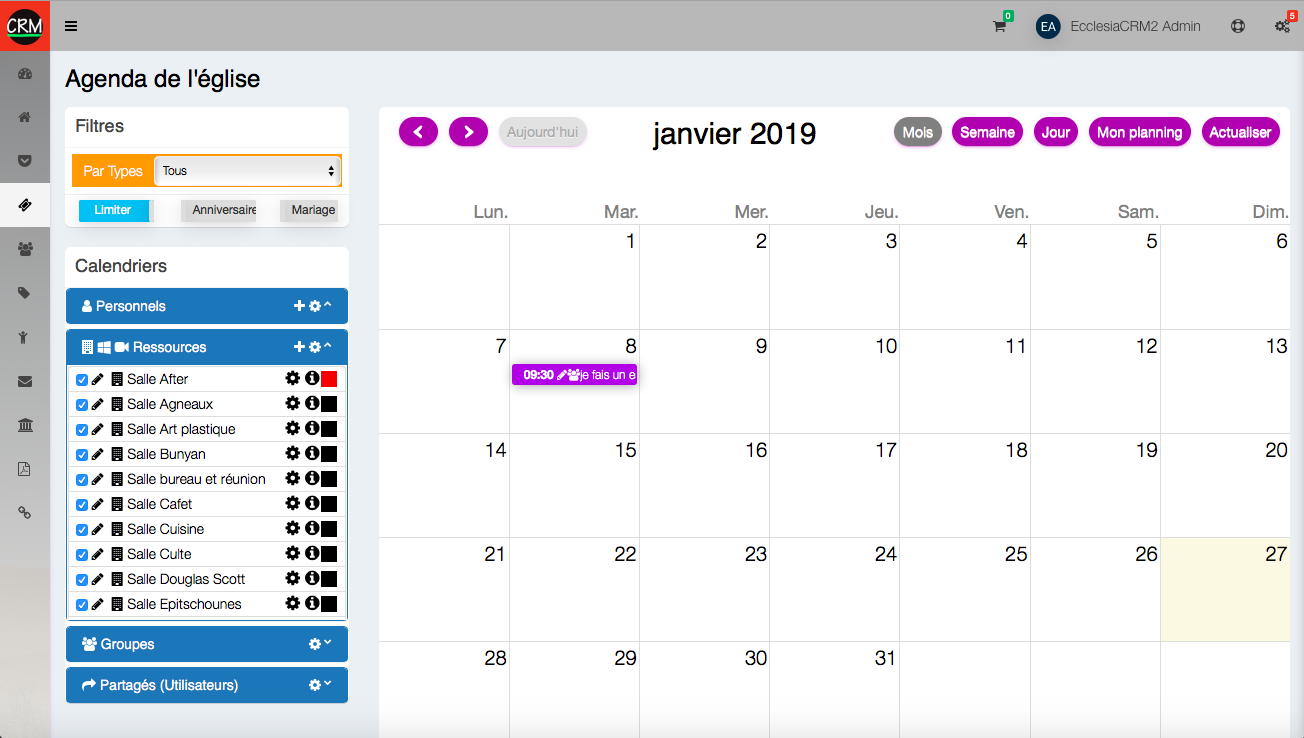 CRM
0
EA EcclesiaCRM2 Admin
5
Agenda de l'église
Filtres
Par Types Tous
Limiter Anniversaire Mariage
Calendriers
Personnels
Ressources
Salle After
Salle Agneaux
Salle Art plastique
Salle Bunyan
Salle bureau et réunion
Salle Cafet
Salle Cuisine
Salle Culte
Salle Douglas Scott
Salle Epitschounes
Groupes
Partagés (Utilisateurs)
Aujourd'hui
janvier 2019
Mois Semaine Jour Mon planning Actualiser
Lun. Mar. Mer. Jeu. Ven. Sam. Dim.
1 2 3 4 5 6
7 8 9 10 11 12 13
09:30 je fais un e
14 15 16 17 18 19 20
21 22 23 24 25 26 27
28 29 30 31